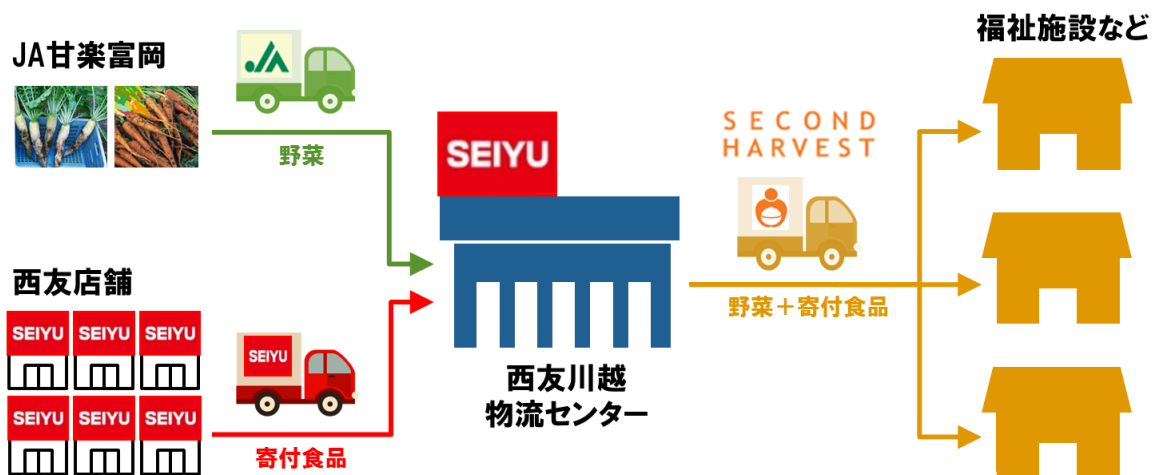 JA甘楽富岡
JA
野菜
西友店舗
SEIYU SEIYU SEIYU
SEIYU SEIYU SEIYU
SEIYU
寄付食品
SEIYU
西友川越
物流センター
SECOND
HARVEST
野菜+寄付食品
福祉施設など